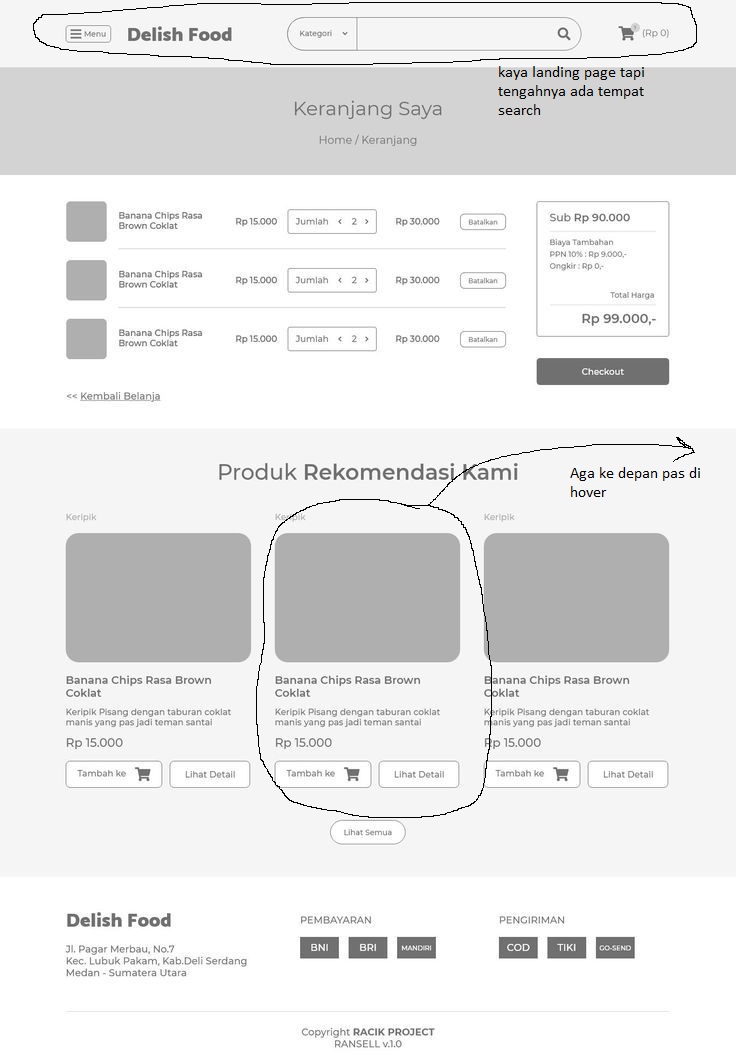 Menu
Delish Food
Kategori
(Rp 0)
kaya landing page tapi
tengahnya ada tempat
search
Keranjang Saya
Home / Keranjang
Banana Chips Rasa
Brown Coklat
Rp 15.000
Jumlah < 2 >
Rp 30.000
Batalkan
Banana Chips Rasa
Brown Coklat
Rp 15.000
Jumlah < 2 >
Rp 30.000
Batalkan
Banana Chips Rasa
Brown Coklat
Rp 15.000
Jumlah < 2 >
Rp 30.000
Batalkan
<< Kembali Belanja
Sub Rp 90.000
Biaya Tambahan
PPN 10% : Rp 9.000,-
Ongkir : Rp 0,-
Total Harga
Rp 99.000,-
Checkout
Produk Rekomendasi Kami
Aga ke depan pas di
hover
Keripik
Banana Chips Rasa Brown
Coklat
Keripik Pisang dengan taburan coklat
manis yang pas jadi teman santai
Rp 15.000
Tambah ke
Lihat Detail
Keripik
Banana Chips Rasa Brown
Coklat
Keripik Pisang dengan taburan coklat
manis yang pas jadi teman santai
Rp 15.000
Tambah ke
Lihat Detail
Keripik
Banana Chips Rasa Brown
Coklat
Keripik Pisang dengan taburan coklat
manis yang pas jadi teman santai
Rp 15.000
Tambah ke
Lihat Detail
Lihat Semua
Delish Food
Jl. Pagar Merbau, No.7
Kec. Lubuk Pakam, Kab.Deli Serdang
Medan - Sumatera Utara
PEMBAYARAN
BNI
BRI
MANDIRI
PENGIRIMAN
COD
TIKI
GO-SEND
Copyright RACIK PROJECT
RANSELL v.1.0